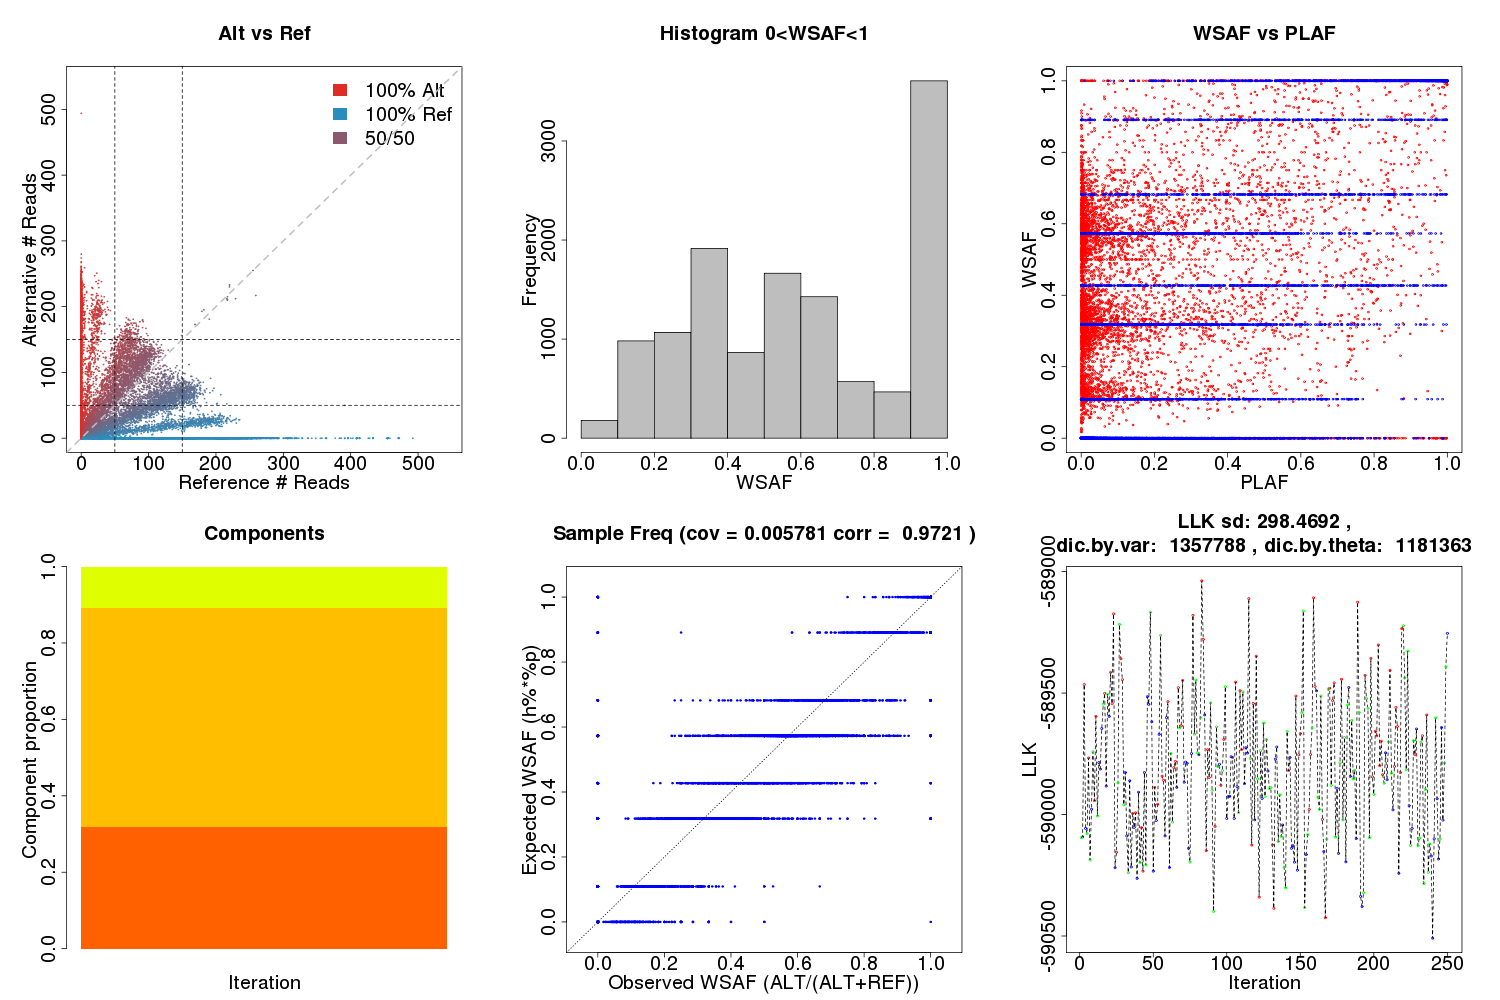 Alt vs Ref
100% Alt
100% Ref
50/50
Alternative # Reads
0 100 200 300 400 500
0 100 200 300 400 500
Reference # Reads
Histogram 0<WSAF<1
Frequency
0 1000 2000 3000
0.0 0.2 0.4 0.6 0.8 1.0
WSAF
WSAF vs PLAF
WSAF
0.0 0.2 0.4 0.6 0.8 1.0
0.0 0.2 0.4 0.6 0.8 1.0
PLAF
Components
Component proportion
0.0 0.2 0.4 0.6 0.8 1.0
Iteration
Sample Freq (cov = 0.005781 corr = 0.9721 )
Expected WSAF (h%*%p)
0.0 0.2 0.4 0.6 0.8 1.0
0.0 0.2 0.4 0.6 0.8 1.0
Observed WSAF (ALT/(ALT+REF))
LLK sd: 298.4692 ,
dic.by.var: 1357788 , dic.by.theta: 1181363
LLK
-590500 -590000 -589500 -589000
0 50 100 150 200 250
Iteration